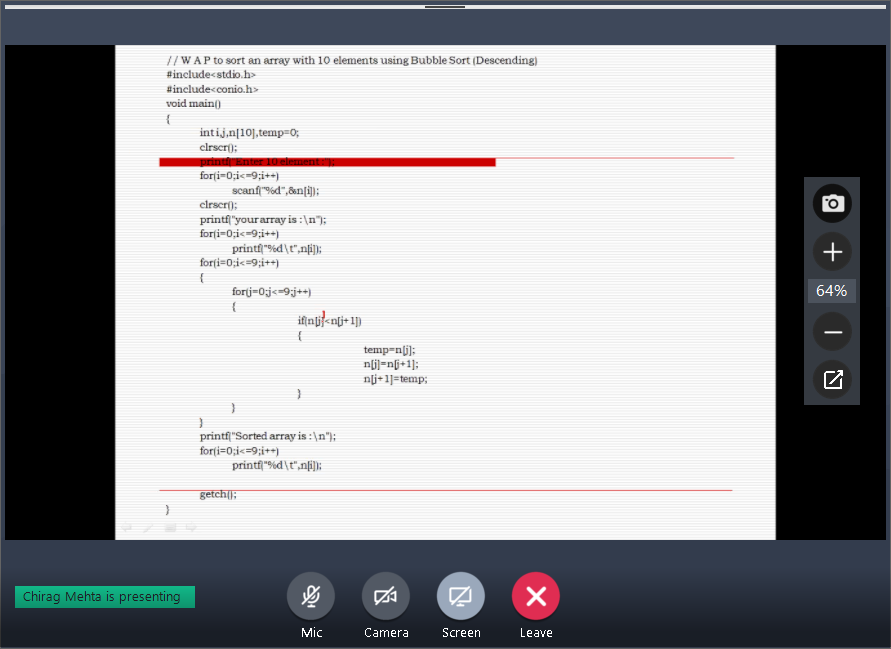 // W A P to sort an array with 10 elements using Bubble Sort (Descending)
#include<stdio.h>
#include<conio.h>
void main()
{
int i,j,n[10],temp=0;
clrscr();
printf("Enter 10 element :");
for(i=0;i<=9;i++)
scanf("%d",&n[i]);
clrscr();
printf("your array is :\n");
for(i=0;i<=9;i++)
printf("%d\t",n[i]);
for(i=0;i<=9;i++)
{
for(j=0;j<=9;j++)
{
if(n[j]<n[j+1])
{
temp=n[j];
n[j]=n[j+1];
n[j+1]=temp;
}
}
}
printf("Sorted array is :\n");
for(i=0;i<=9;i++)
printf("%d\t",n[i]);
getch();
}
64%
Chirag Mehta is presenting
Mic
Camera
Screen
Leave